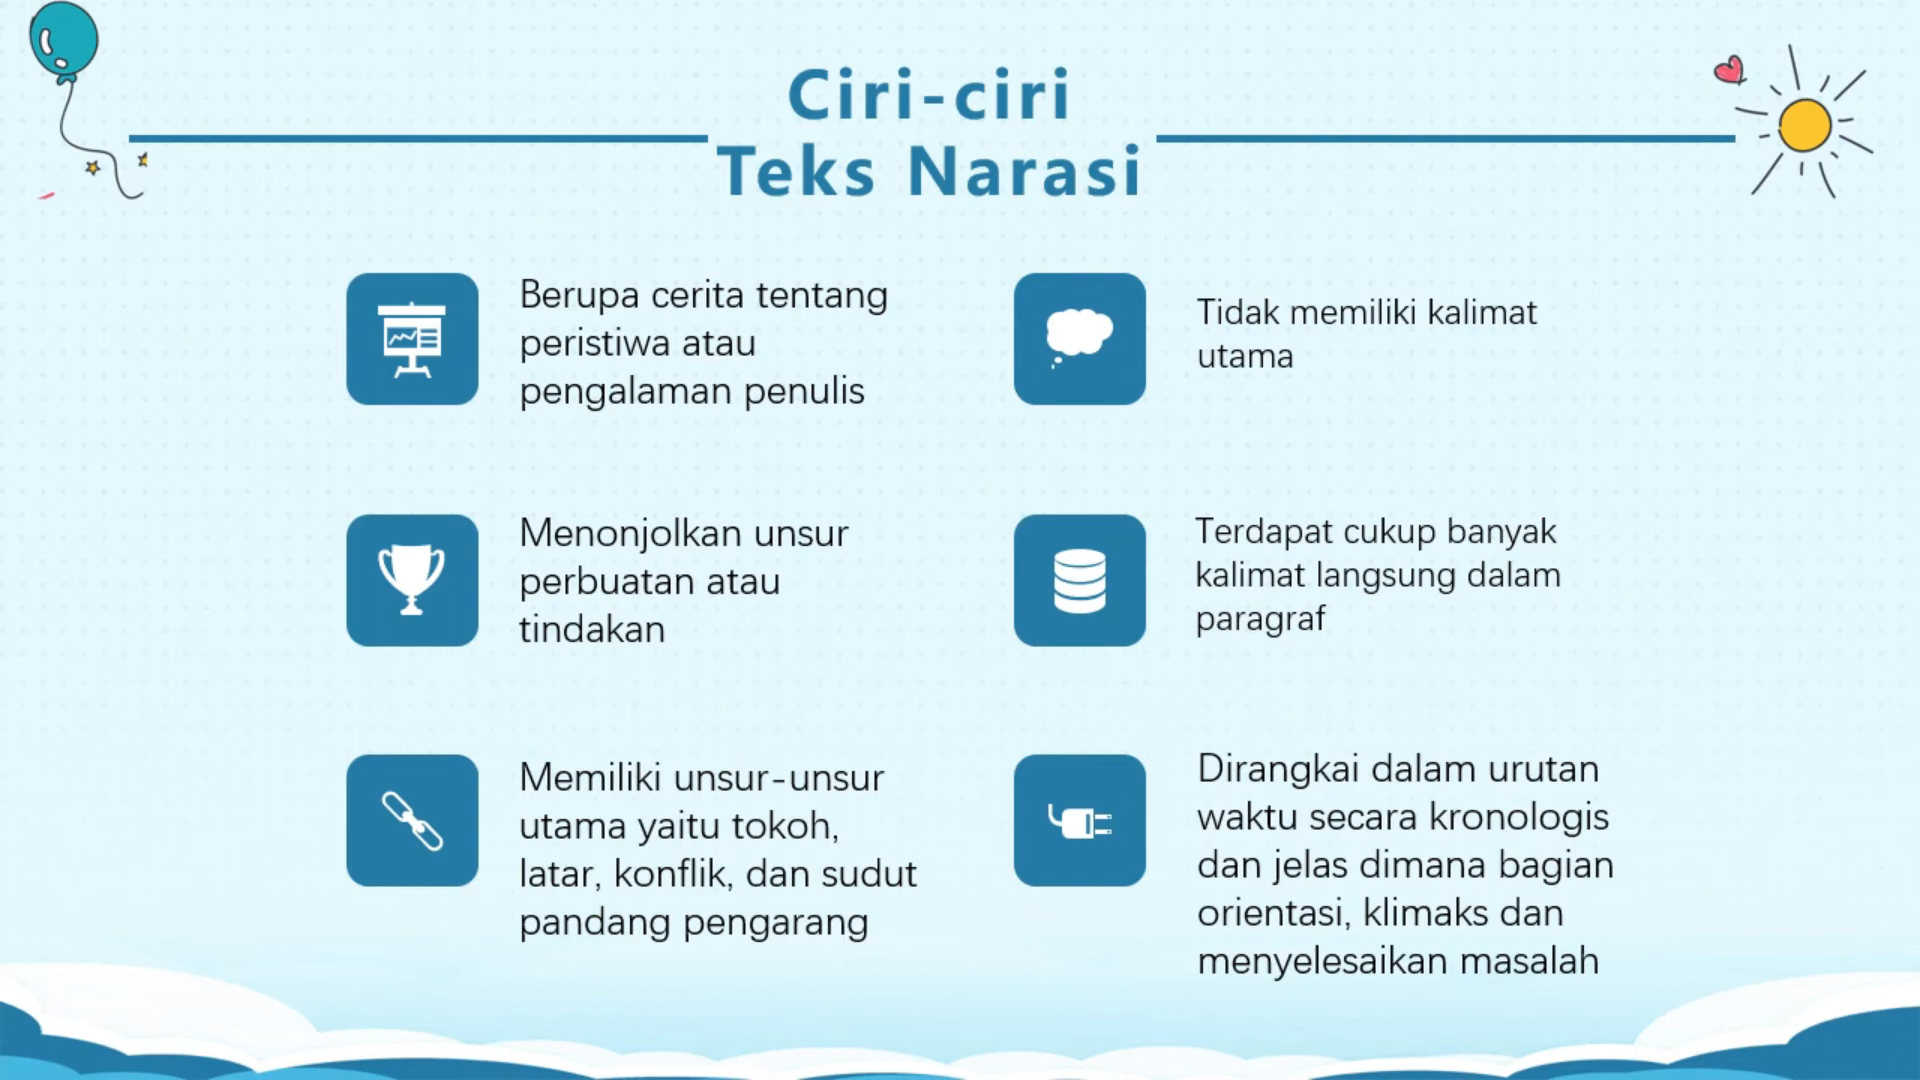 Ciri-ciri
Teks Narasi
Berupa cerita tentang
peristiwa atau
pengalaman penulis
Menonjolkan unsur
perbuatan atau
tindakan
Memiliki unsur-unsur
utama yaitu tokoh,
latar, konflik, dan sudut
pandang pengarang
Tidak memiliki kalimat
utama
Terdapat cukup banyak
kalimat langsung dalam
paragraf
Dirangkai dalam urutan
waktu secara kronologis
dan jelas dimana bagian
orientasi, klimaks dan
menyelesaikan masalah